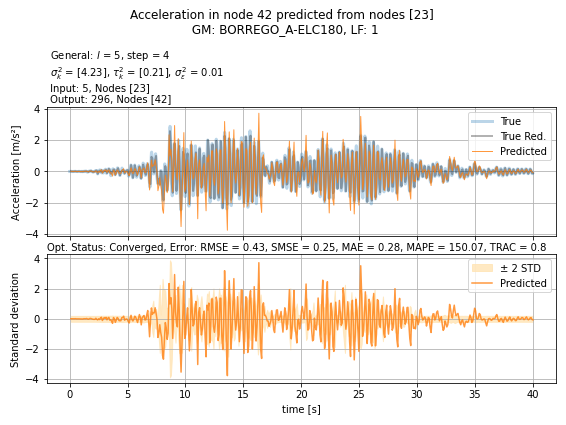 Acceleration in node 42 predicted from nodes [23]
GM: BORREGO_A-ELC180, LF: 1
General: l = 5, step = 4
σ²ₖ = [4.23], τ²ₖ = [0.21], σ²_ε = 0.01
Input: 5, Nodes [23]
Output: 296, Nodes [42]
Acceleration [m/s²]
4
2
0
−2
−4
True
True Red.
Predicted
Opt. Status: Converged, Error: RMSE = 0.43, SMSE = 0.25, MAE = 0.28, MAPE = 150.07, TRAC = 0.8
Standard deviation
4
2
0
−2
−4
± 2 STD
Predicted
0 5 10 15 20 25 30 35 40
time [s]